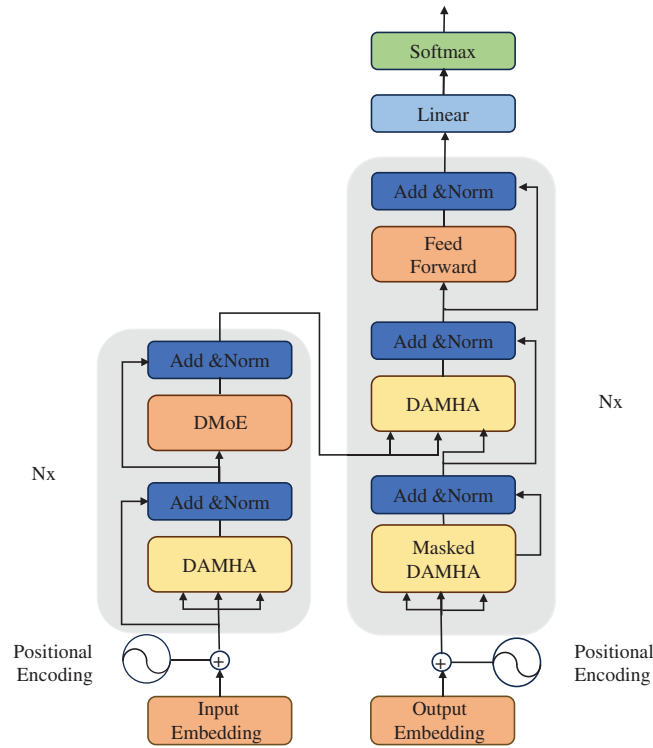 Softmax
Linear
Add &Norm
Feed
Forward
Add &Norm
DAMHA
Add &Norm
Masked
DAMHA
Nx
Positional
Encoding
Output
Embedding
Add &Norm
DMoE
Add &Norm
DAMHA
Nx
Positional
Encoding
Input
Embedding